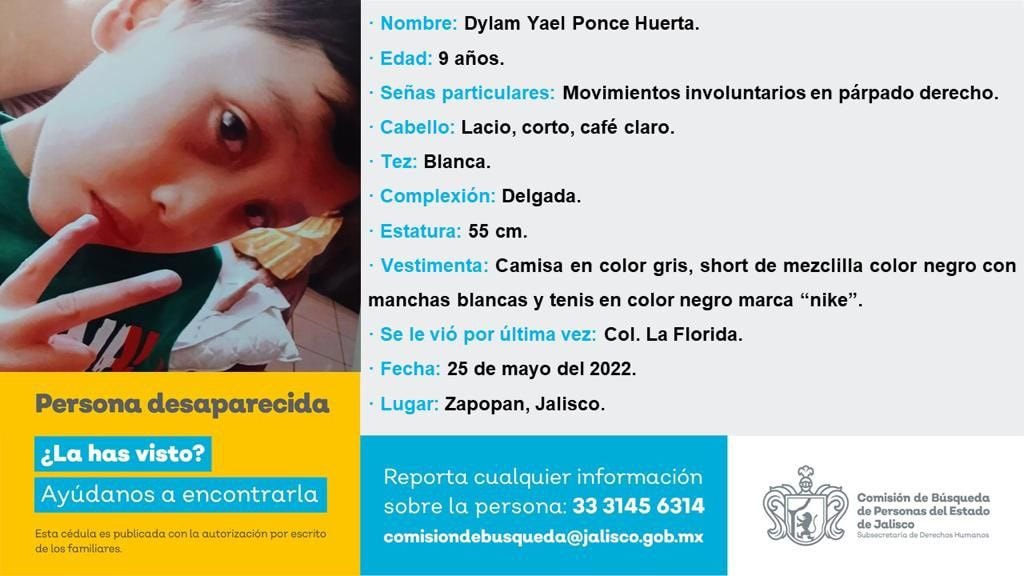 · Nombre: Dylam Yael Ponce Huerta.
· Edad: 9 años.
· Señas particulares: Movimientos involuntarios en párpado derecho.
· Cabello: Lacio, corto, café claro.
· Tez: Blanca.
· Complexión: Delgada.
· Estatura: 55 cm.
· Vestimenta: Camisa en color gris, short de mezclilla color negro con
manchas blancas y tenis en color negro marca “nike”.
· Se le vió por última vez: Col. La Florida.
· Fecha: 25 de mayo del 2022.
· Lugar: Zapopan, Jalisco.
Persona desaparecida
¿La has visto?
Ayúdanos a encontrarla
Esta cédula es publicada con la autorización por escrito
de los familiares.
Reporta cualquier información
sobre la persona: 33 3145 6314
comisiondebusqueda@jalisco.gob.mx
Comisión de Búsqueda
de Personas del Estado
de Jalisco
Subsecretaría de Derechos Humanos